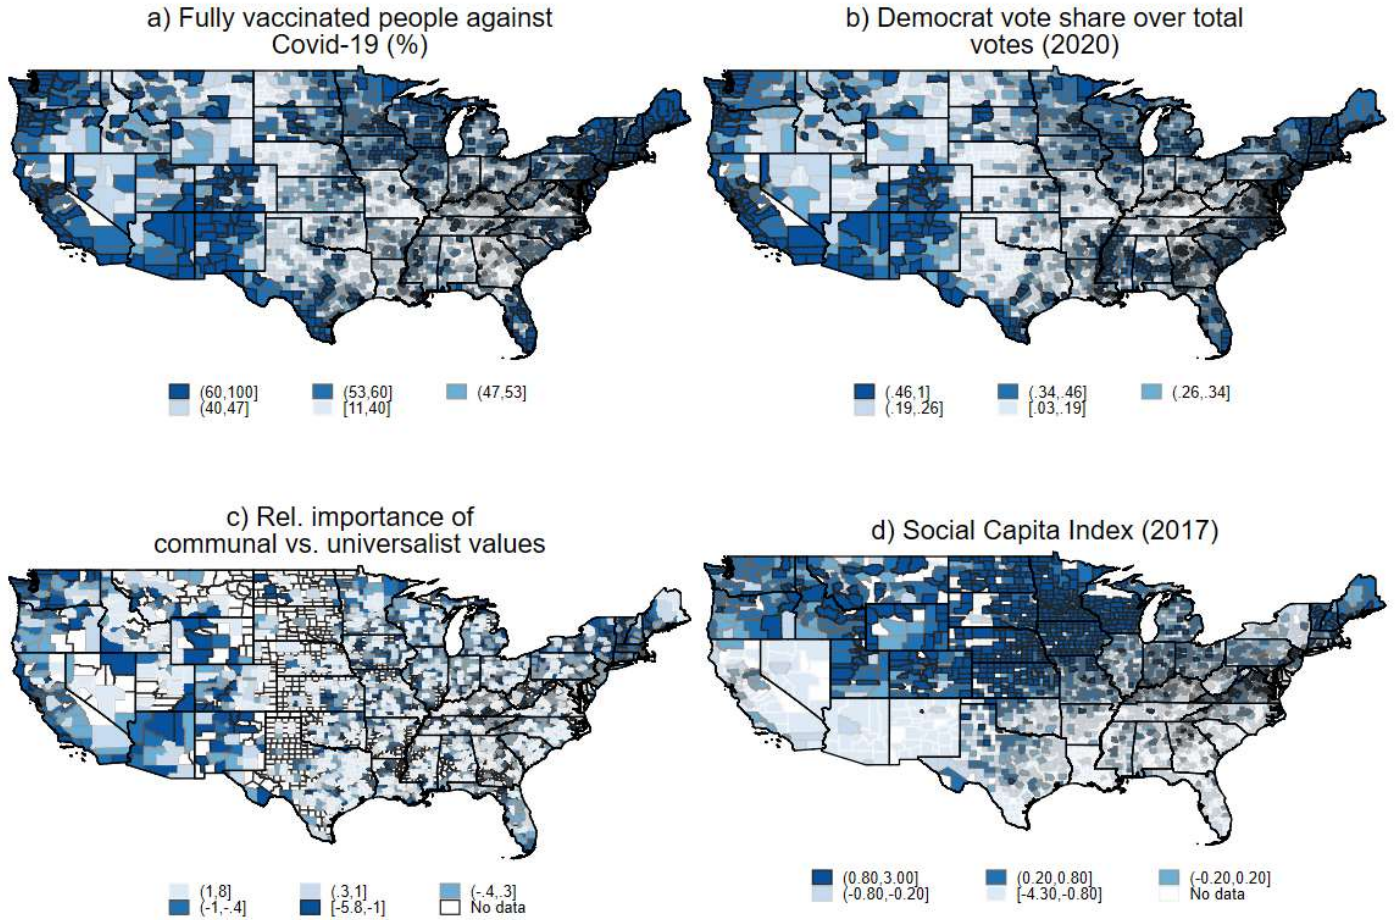 a) Fully vaccinated people against
Covid-19 (%)
b) Democrat vote share over total
votes (2020)
(60,100] (53,60] (47,53]
(40,47] [11,40]
(.46,1] (.34,.46] (.26,.34]
(.19,.26] [.03,.19]
c) Rel. importance of
communal vs. universalist values
d) Social Capita Index (2017)
(1,8] (.3,1] (-.4,.3]
(-1,-.4] [-5.8,-1] No data
(0.80,3.00] (0.20,0.80] (-0.20,0.20]
(-0.80,-0.20] [-4.30,-0.80] No data